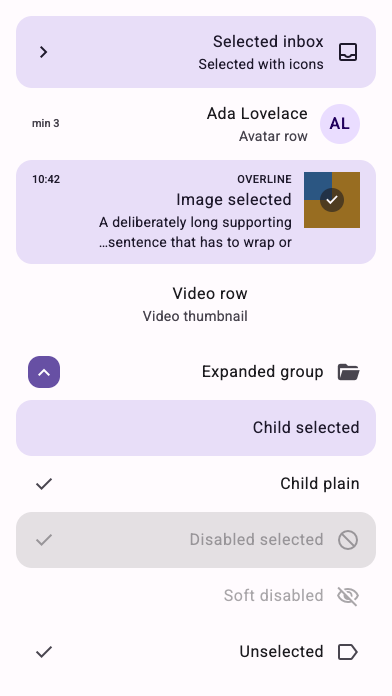 Selected inbox
Selected with icons
AL
Ada Lovelace
Avatar row
min 3
OVERLINE
10:42
Image selected
A deliberately long supporting
…sentence that has to wrap or
Video row
Video thumbnail
Expanded group
Child selected
Child plain
Disabled selected
Soft disabled
Unselected